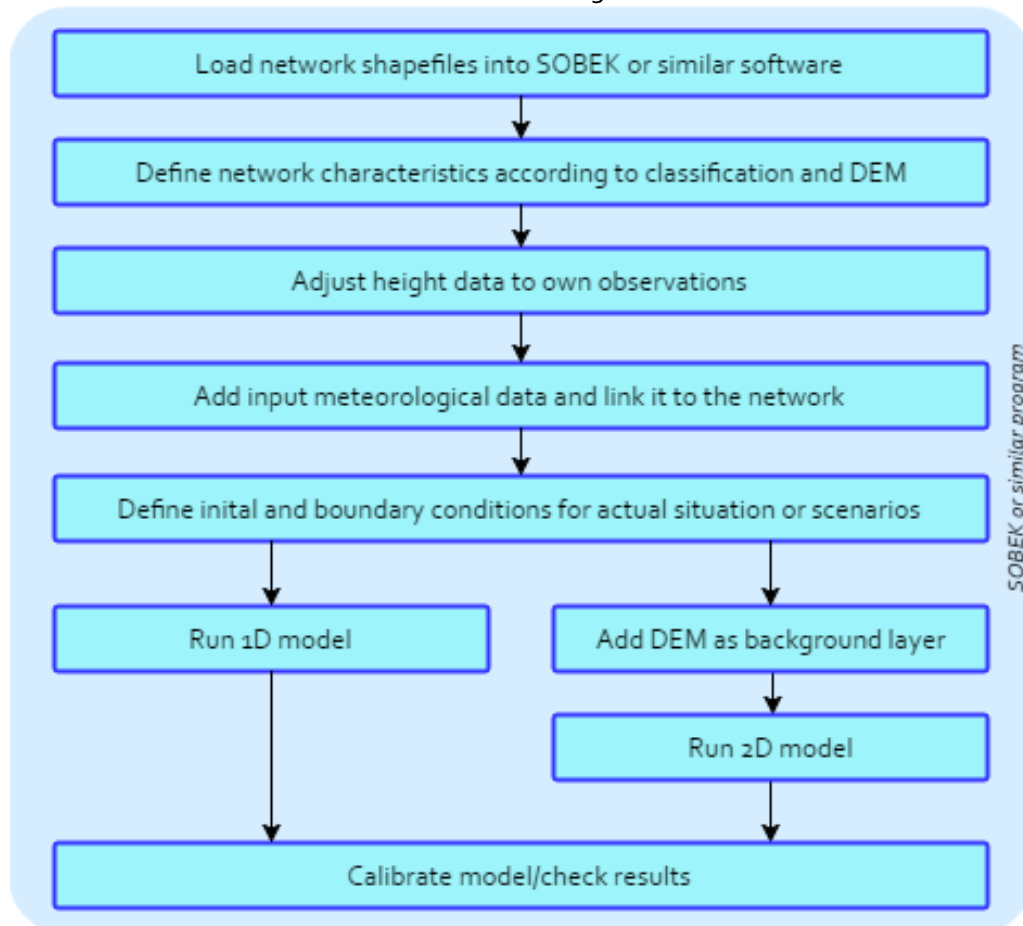 Load network shapefiles into SOBEK or similar software
Define network characteristics according to classification and DEM
Adjust height data to own observations
Add input meteorological data and link it to the network
Define inital and boundary conditions for actual situation or scenarios
Run 1D model
Add DEM as background layer
Run 2D model
Calibrate model/check results
SOBEK or similar program